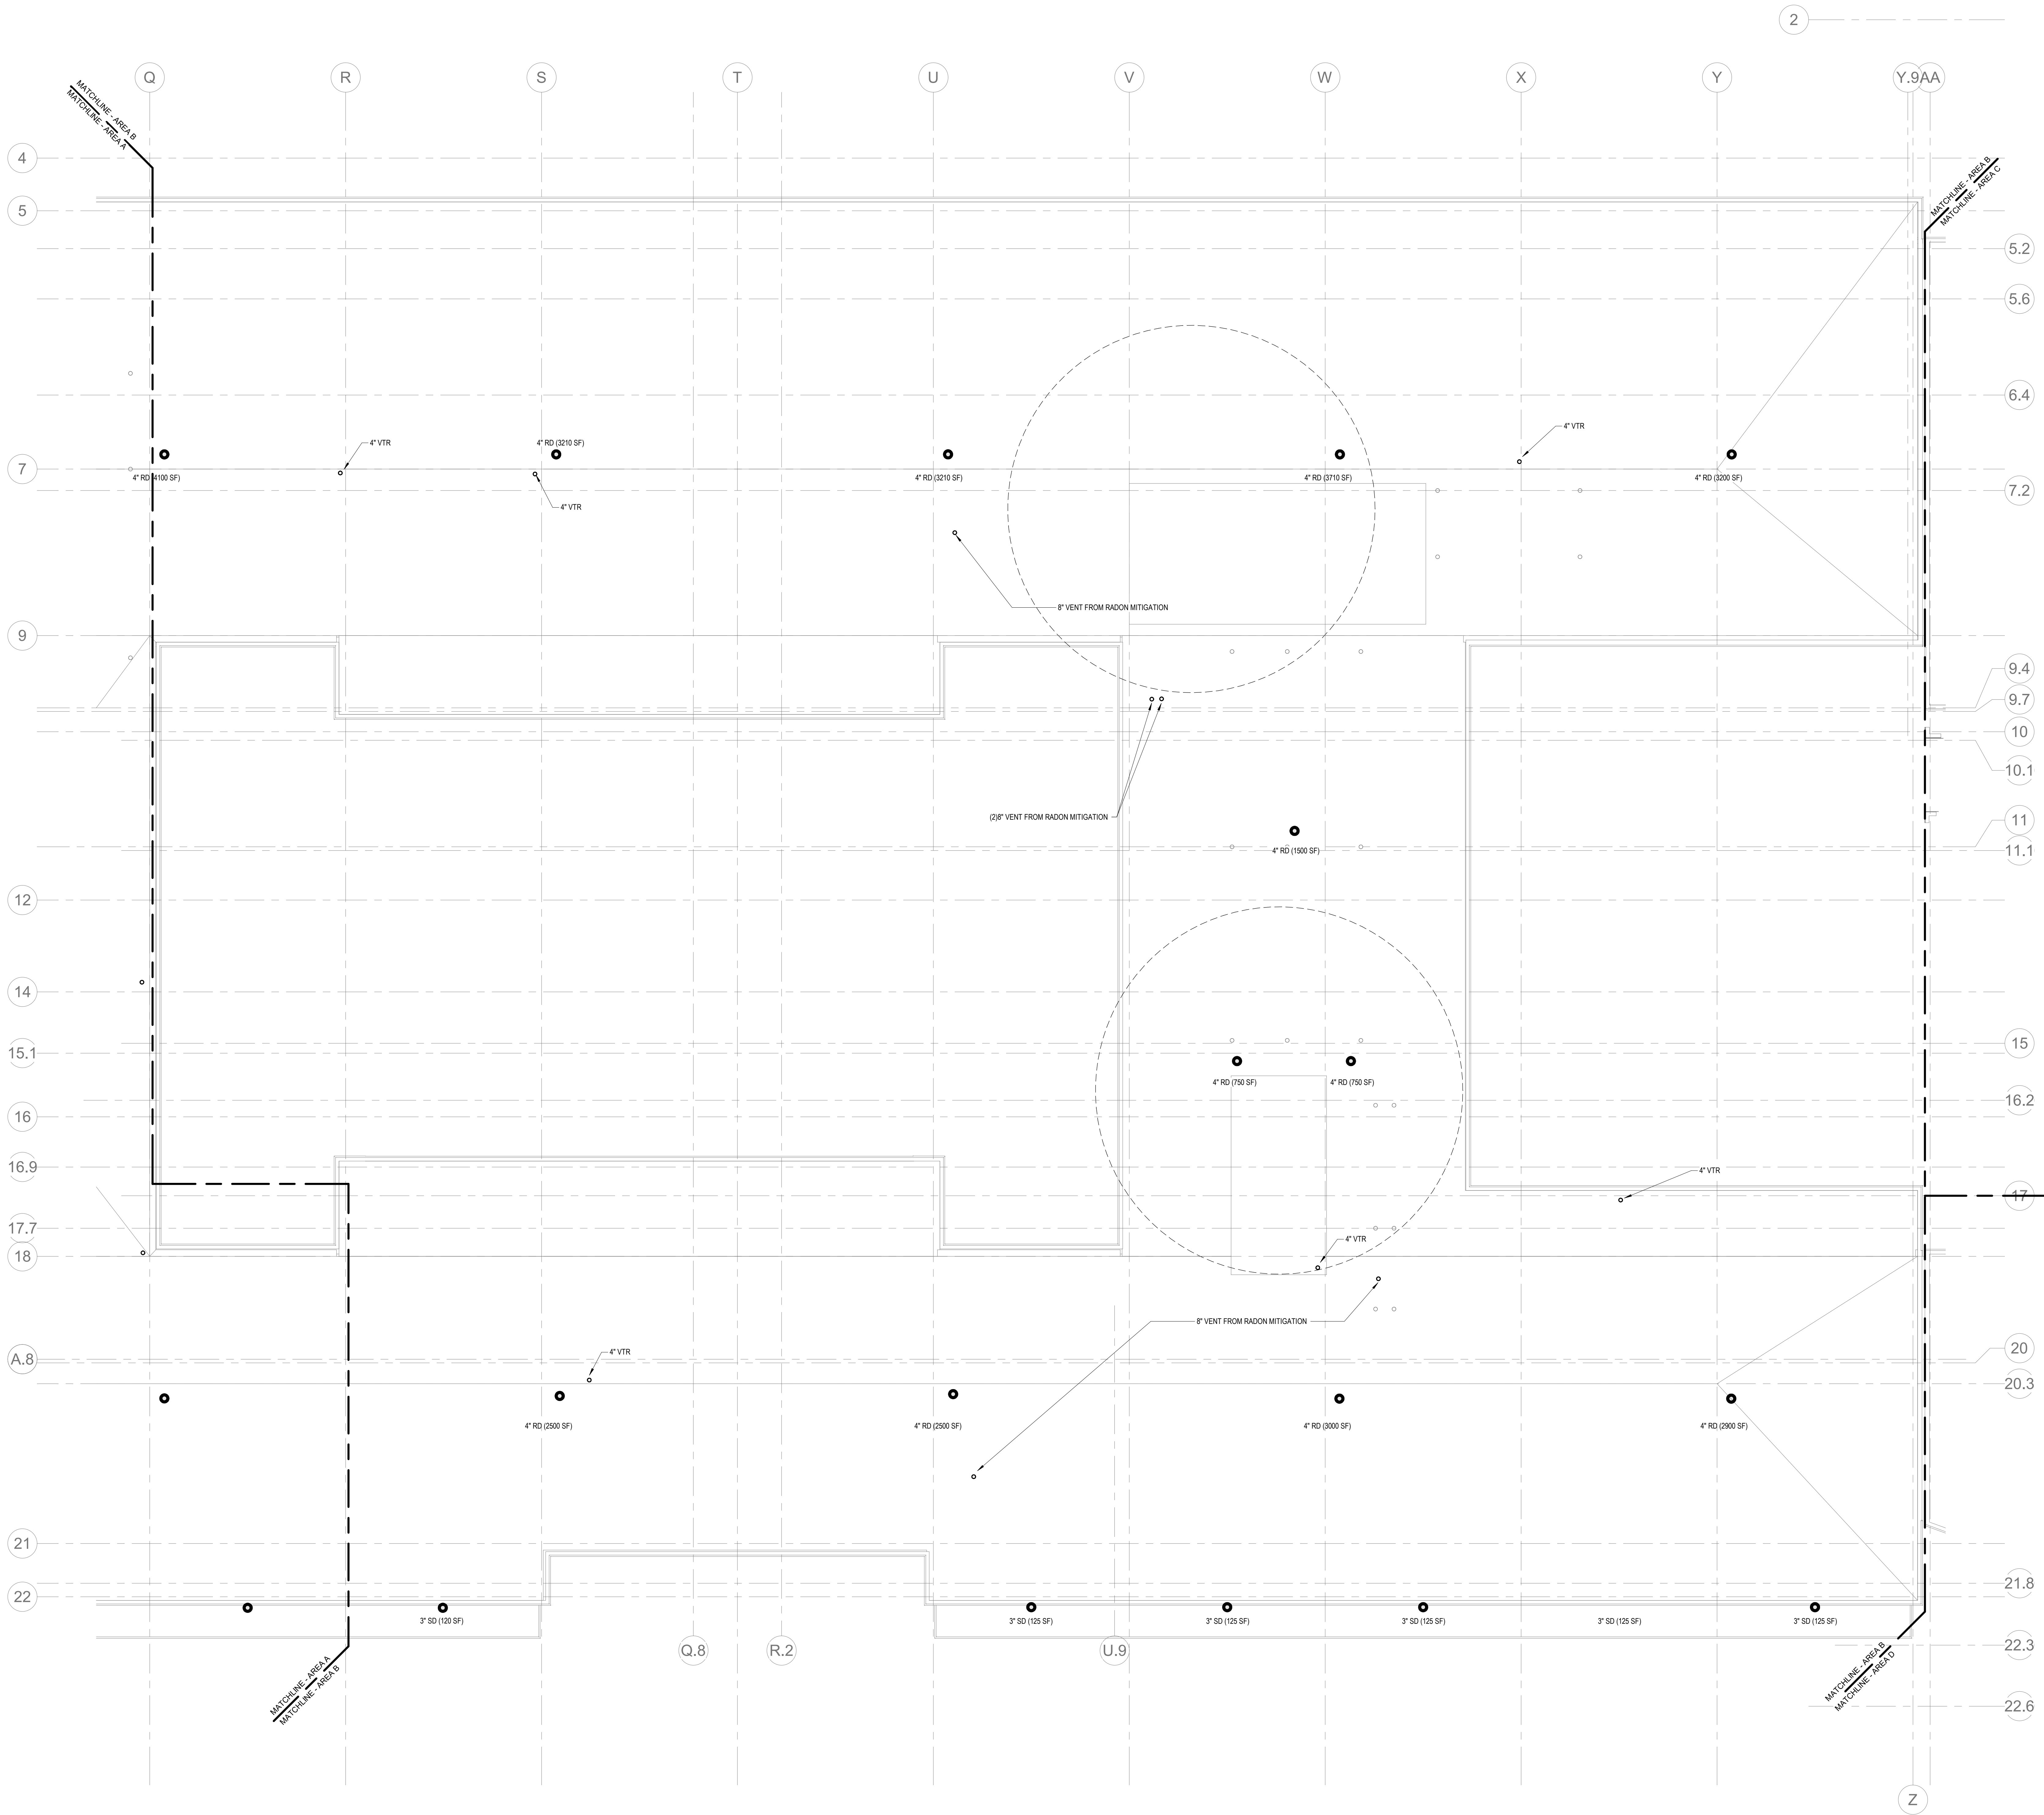 2
Q
R
S
T
U
V
W
X
Y
Y.9
AA
MATCHLINE - AREA B
MATCHLINE - AREA A
4
MATCHLINE - AREA B
MATCHLINE - AREA C
5
5.2
5.6
6.4
4" VTR
4" RD (3210 SF)
4" VTR
7
4" RD (4100 SF)
4" RD (3210 SF)
4" RD (3710 SF)
4" RD (3200 SF)
7.2
4" VTR
8" VENT FROM RADON MITIGATION
9
9.4
9.7
10
10.1
(2)8" VENT FROM RADON MITIGATION
11
4" RD (1500 SF)
11.1
12
14
15.1
15
4" RD (750 SF)
4" RD (750 SF)
16
16.2
16.9
4" VTR
17
17.7
4" VTR
18
8" VENT FROM RADON MITIGATION
A.8
4" VTR
20
20.3
4" RD (2500 SF)
4" RD (2500 SF)
4" RD (3000 SF)
4" RD (2900 SF)
21
21.8
22
3" SD (120 SF)
3" SD (125 SF)
3" SD (125 SF)
3" SD (125 SF)
3" SD (125 SF)
3" SD (125 SF)
22.3
Q.8
R.2
U.9
MATCHLINE - AREA A
MATCHLINE - AREA B
MATCHLINE - AREA B
MATCHLINE - AREA D
22.6
Z